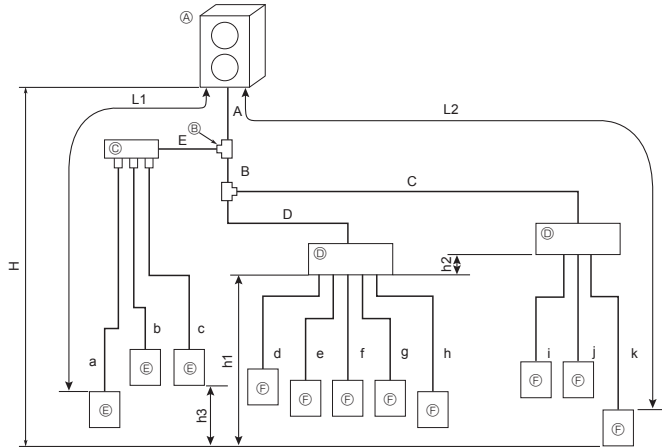 Ⓐ
L1
A
L2
Ⓑ
Ⓒ
E
B
C
D
Ⓓ
Ⓓ
h2
H
a
b
c
h1
d
e
f
g
h
i
j
k
Ⓔ
Ⓔ
Ⓔ
h3
Ⓕ
Ⓕ
Ⓕ
Ⓕ
Ⓕ
Ⓕ
Ⓕ
Ⓕ